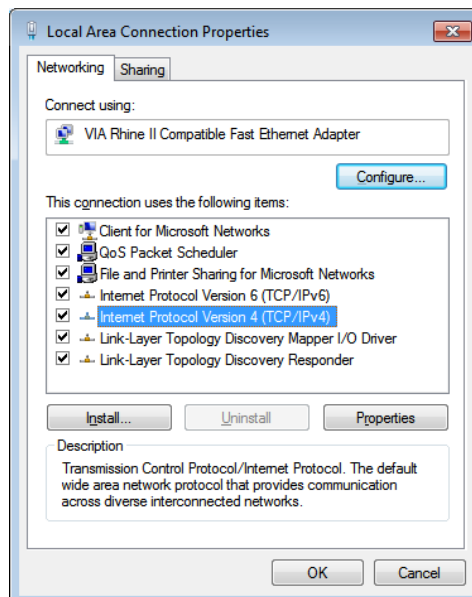 Local Area Connection Properties
Networking
Sharing
Connect using:
VIA Rhine II Compatible Fast Ethernet Adapter
Configure...
This connection uses the following items:
Client for Microsoft Networks
QoS Packet Scheduler
File and Printer Sharing for Microsoft Networks
Internet Protocol Version 6 (TCP/IPv6)
Internet Protocol Version 4 (TCP/IPv4)
Link-Layer Topology Discovery Mapper I/O Driver
Link-Layer Topology Discovery Responder
Install...
Uninstall
Properties
Description
Transmission Control Protocol/Internet Protocol. The default
wide area network protocol that provides communication
across diverse interconnected networks.
OK
Cancel